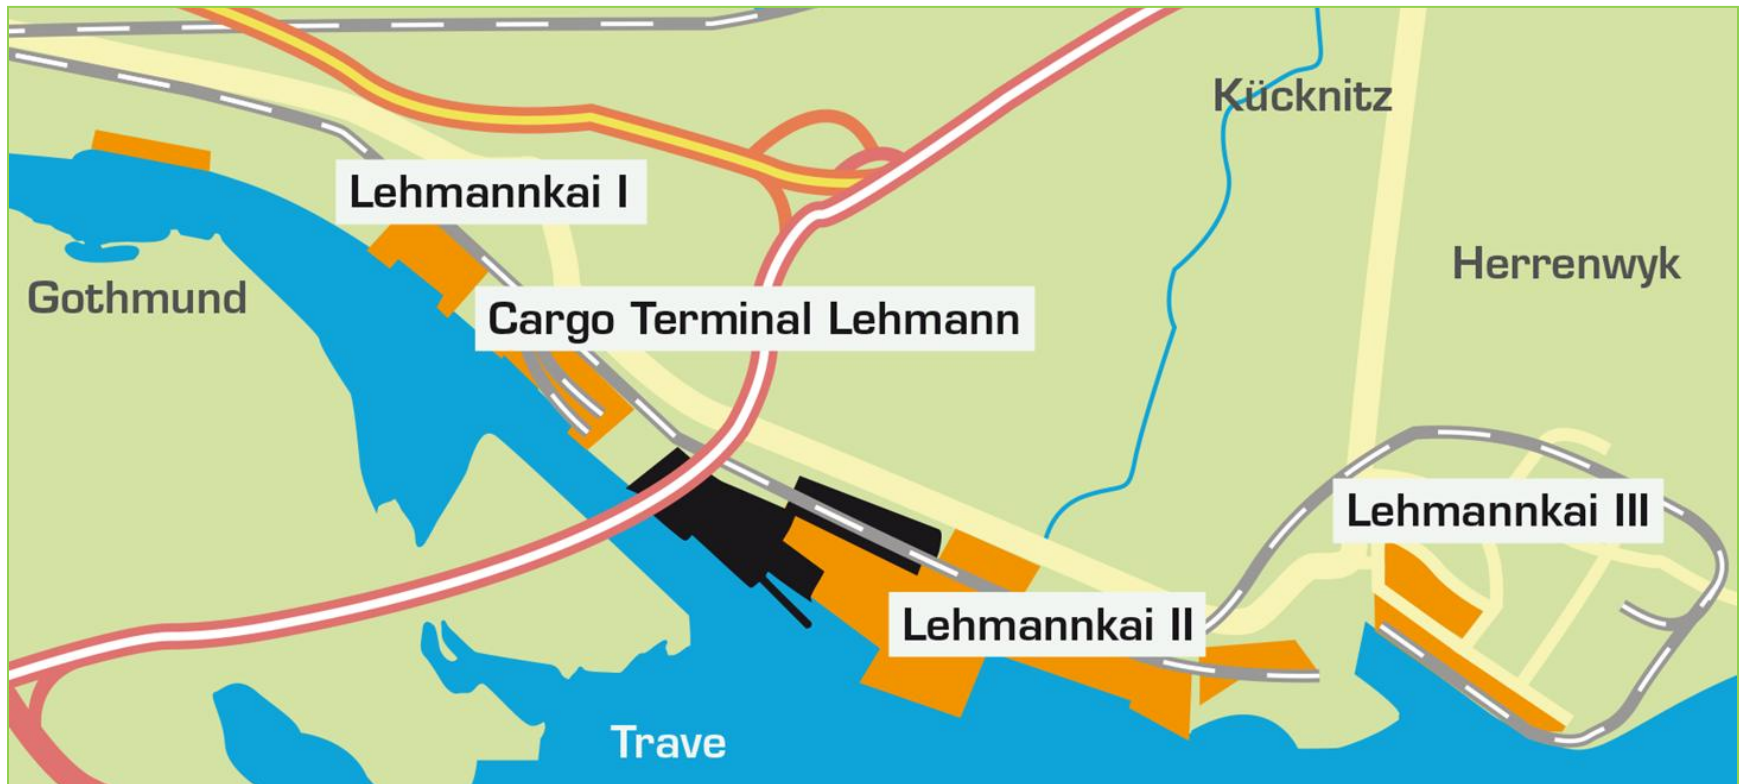 Kücknitz
Lehmannkai I
Herrenwyk
Gothmund
Cargo Terminal Lehmann
Lehmannkai III
Lehmannkai II
Trave